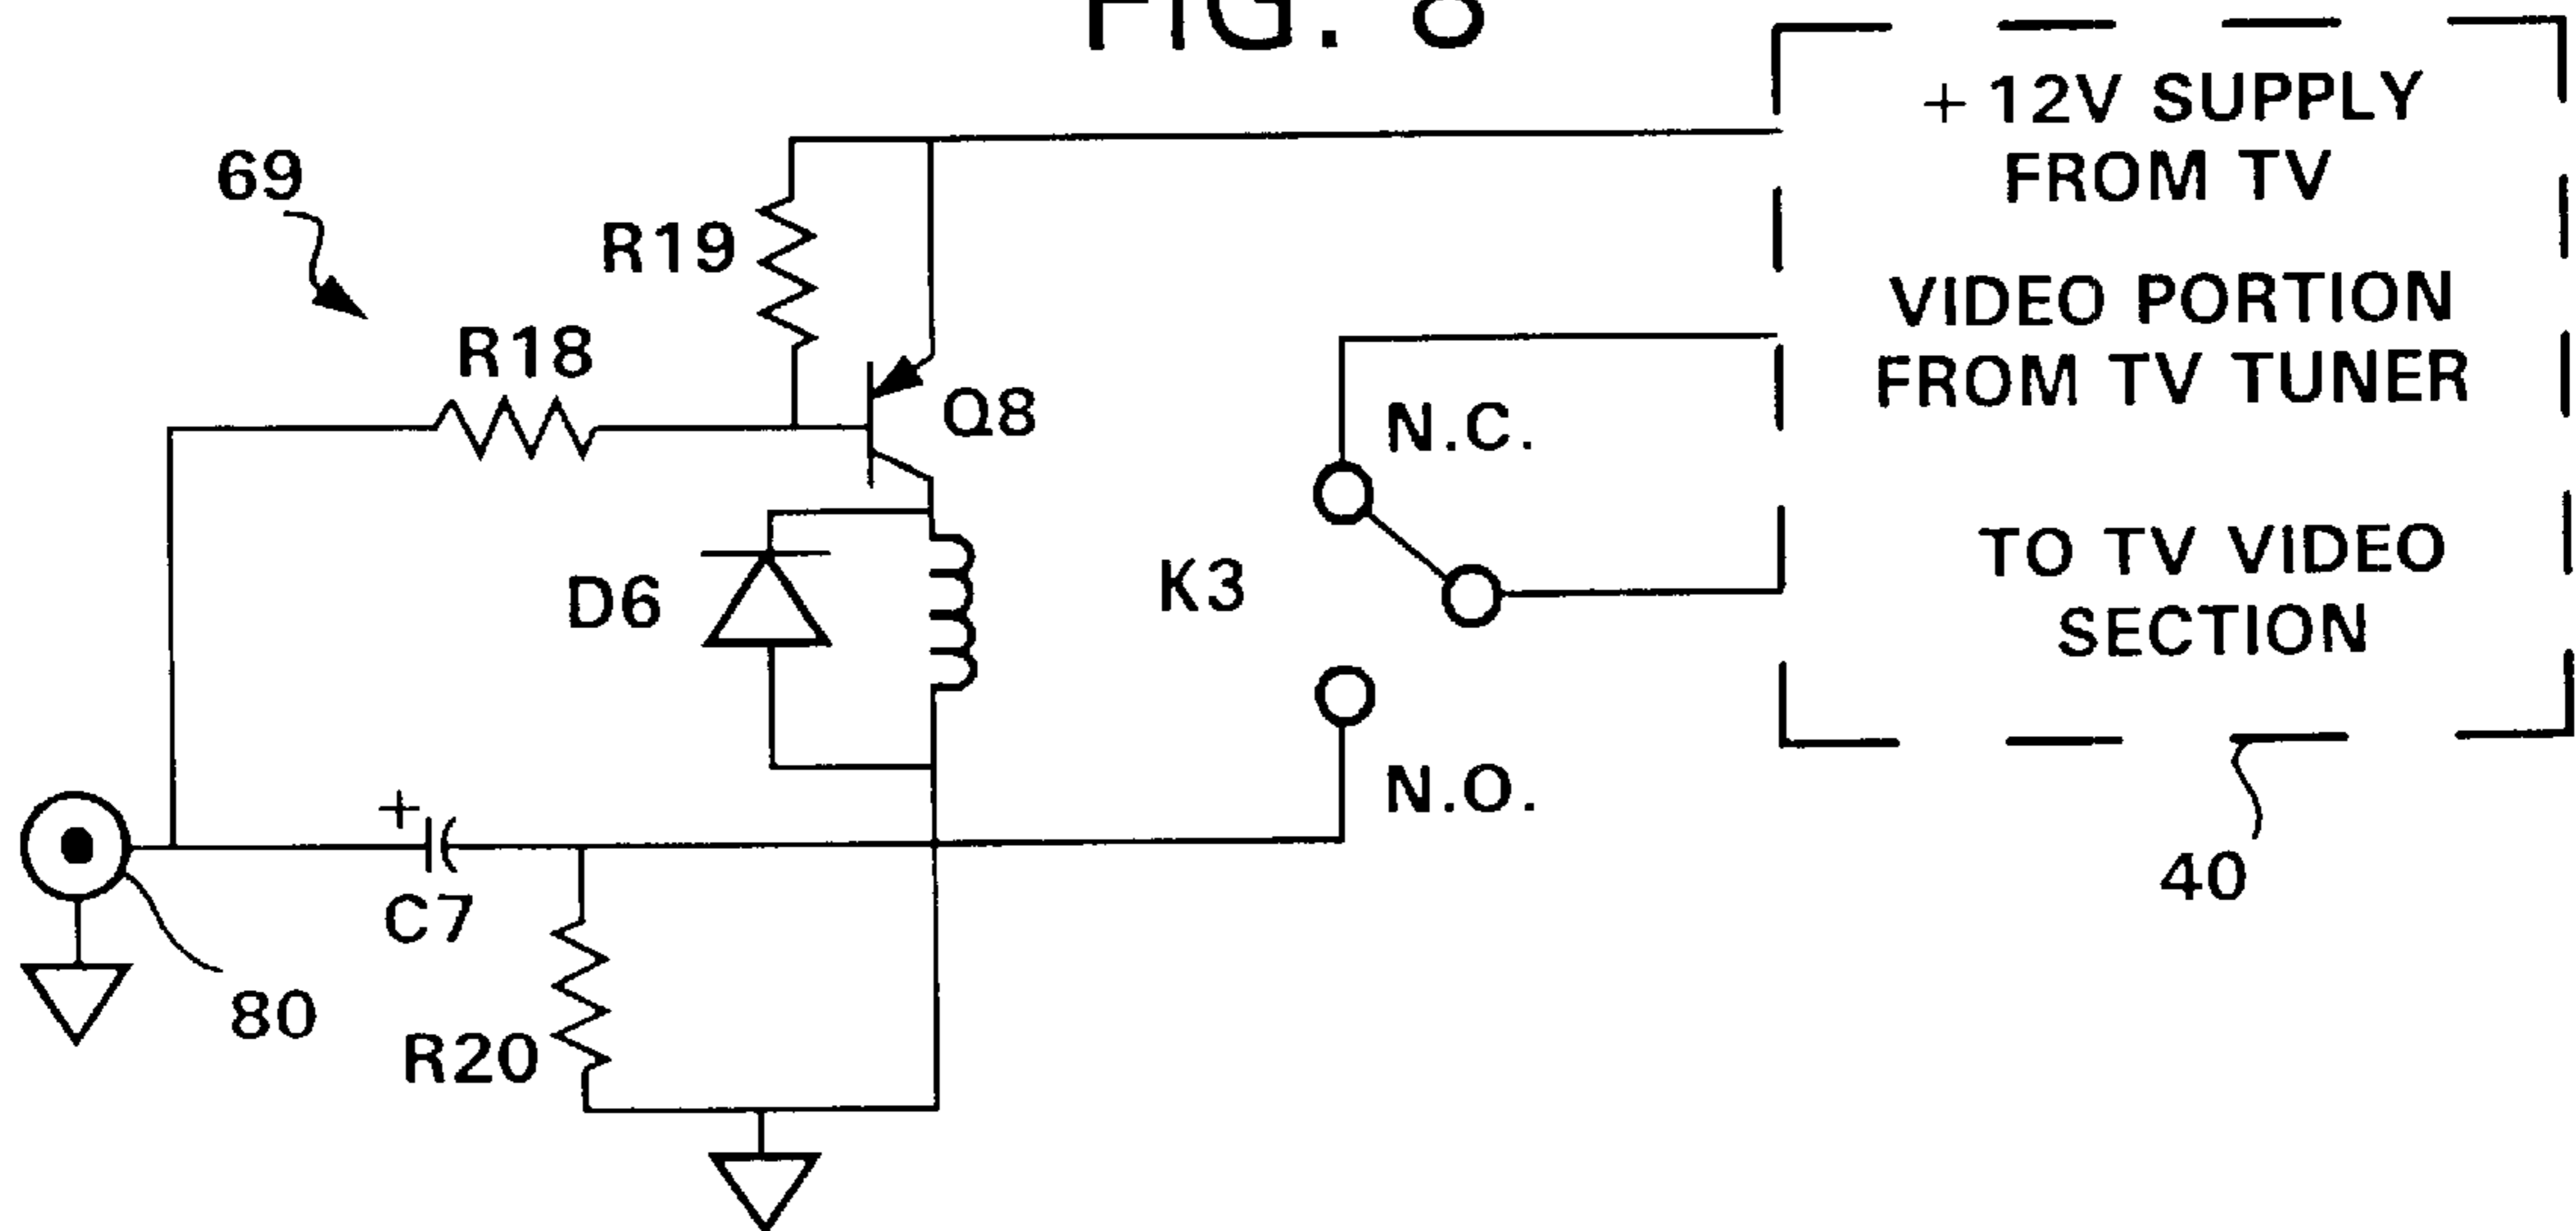 FIG. 8
+12V SUPPLY
FROM TV
69
R19
VIDEO PORTION
FROM TV TUNER
R18
Q8
N.C.
TO TV VIDEO
SECTION
D6
K3
N.O.
+
C7
40
80
R20